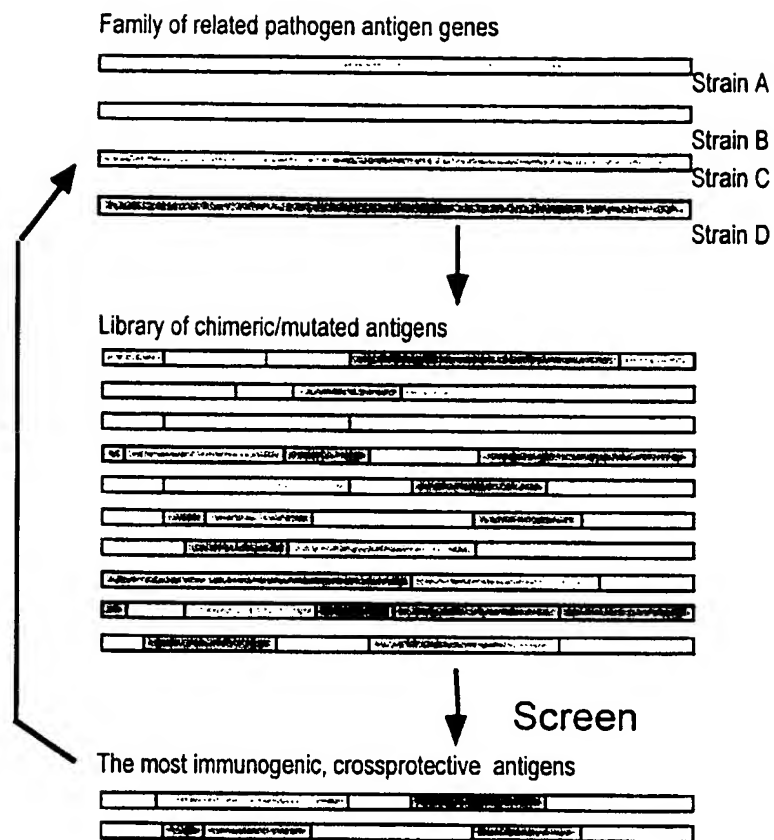 Family of related pathogen antigen genes
Strain A
Strain B
Strain C
Strain D
Library of chimeric/mutated antigens
Screen
The most immunogenic, crossprotective antigens